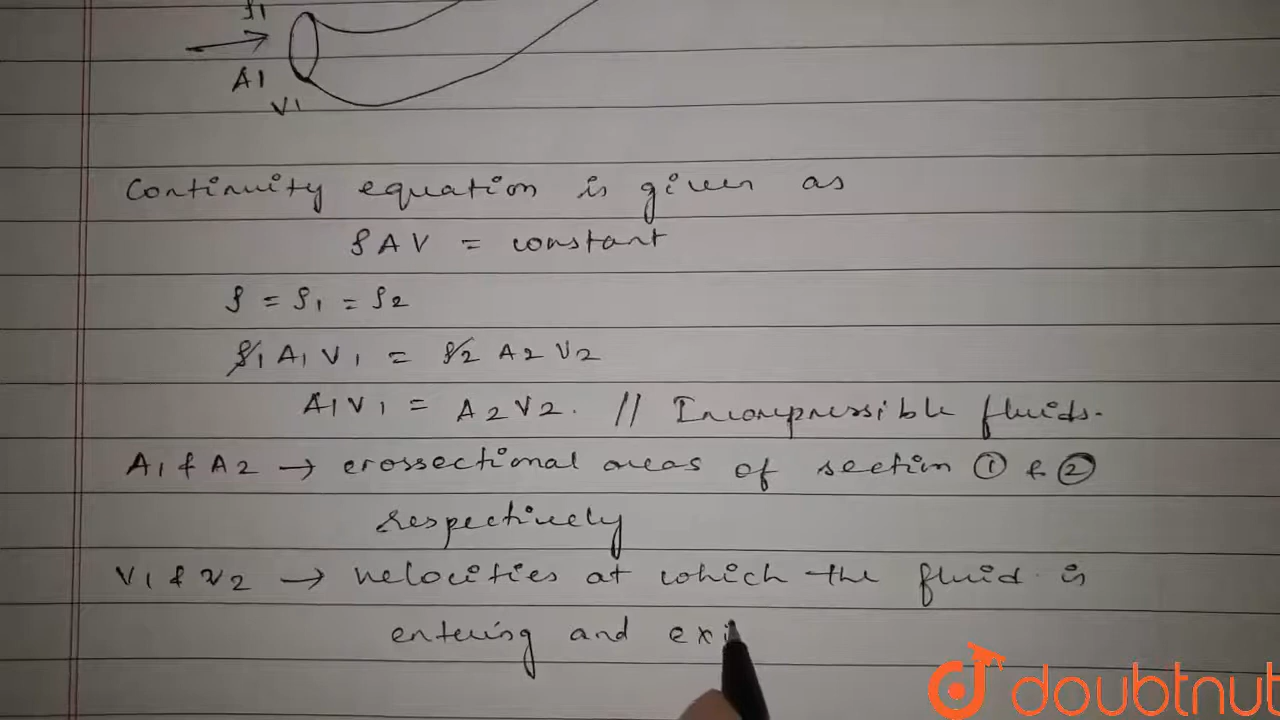 ρ1
A1
V1
Continuity equation is given as
ρAV = constant
ρ = ρ1 = ρ2
ρ1 A1 V1 = ρ2 A2 V2
A1V1 = A2V2. // Incompressible fluids.
A1 & A2 → crossectional areas of section ① & ②
respectively
V1 & V2 → velocities at which the fluid is
entering and exi
doubtnut